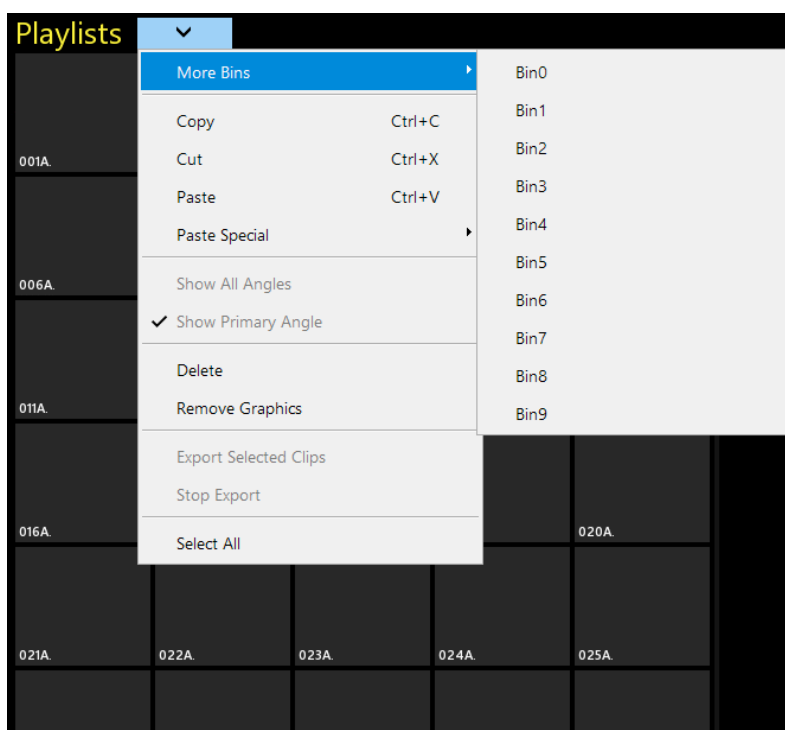 Playlists
More Bins
Copy Ctrl+C
Cut Ctrl+X
Paste Ctrl+V
Paste Special
Show All Angles
Show Primary Angle
Delete
Remove Graphics
Export Selected Clips
Stop Export
Select All
Bin0
Bin1
Bin2
Bin3
Bin4
Bin5
Bin6
Bin7
Bin8
Bin9
001A.
006A.
011A.
016A.
020A.
021A.
022A.
023A.
024A.
025A.